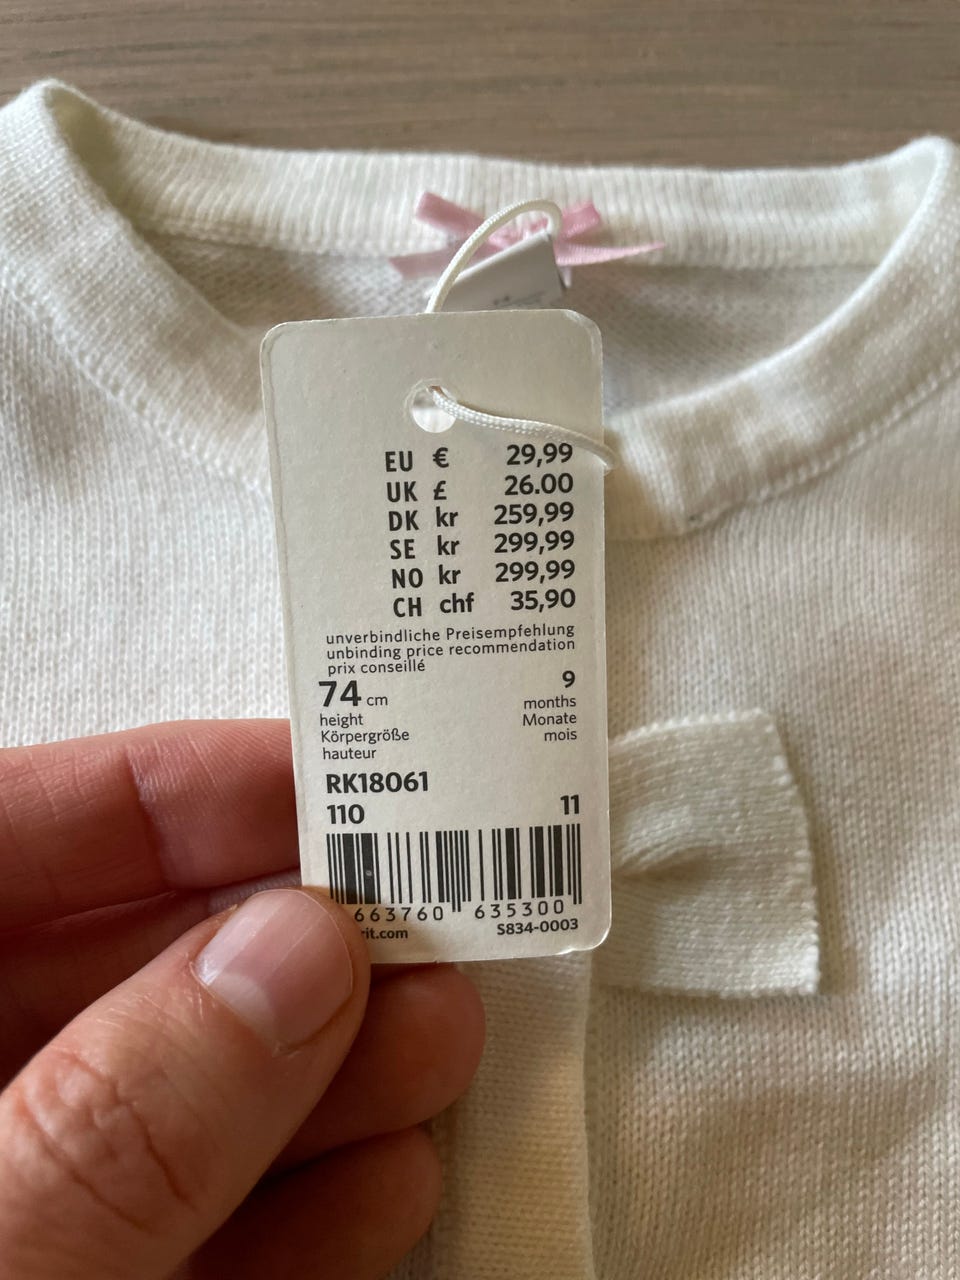 EU € 29,99
UK £ 26.00
DK kr 259,99
SE kr 299,99
NO kr 299,99
CH chf 35,90
unverbindliche Preisempfehlung
unbinding price recommendation
prix conseillé
74 cm 9
height months
Körpergröße Monate
hauteur mois
RK18061
110 11
663760 635300
rit.com S834-0003